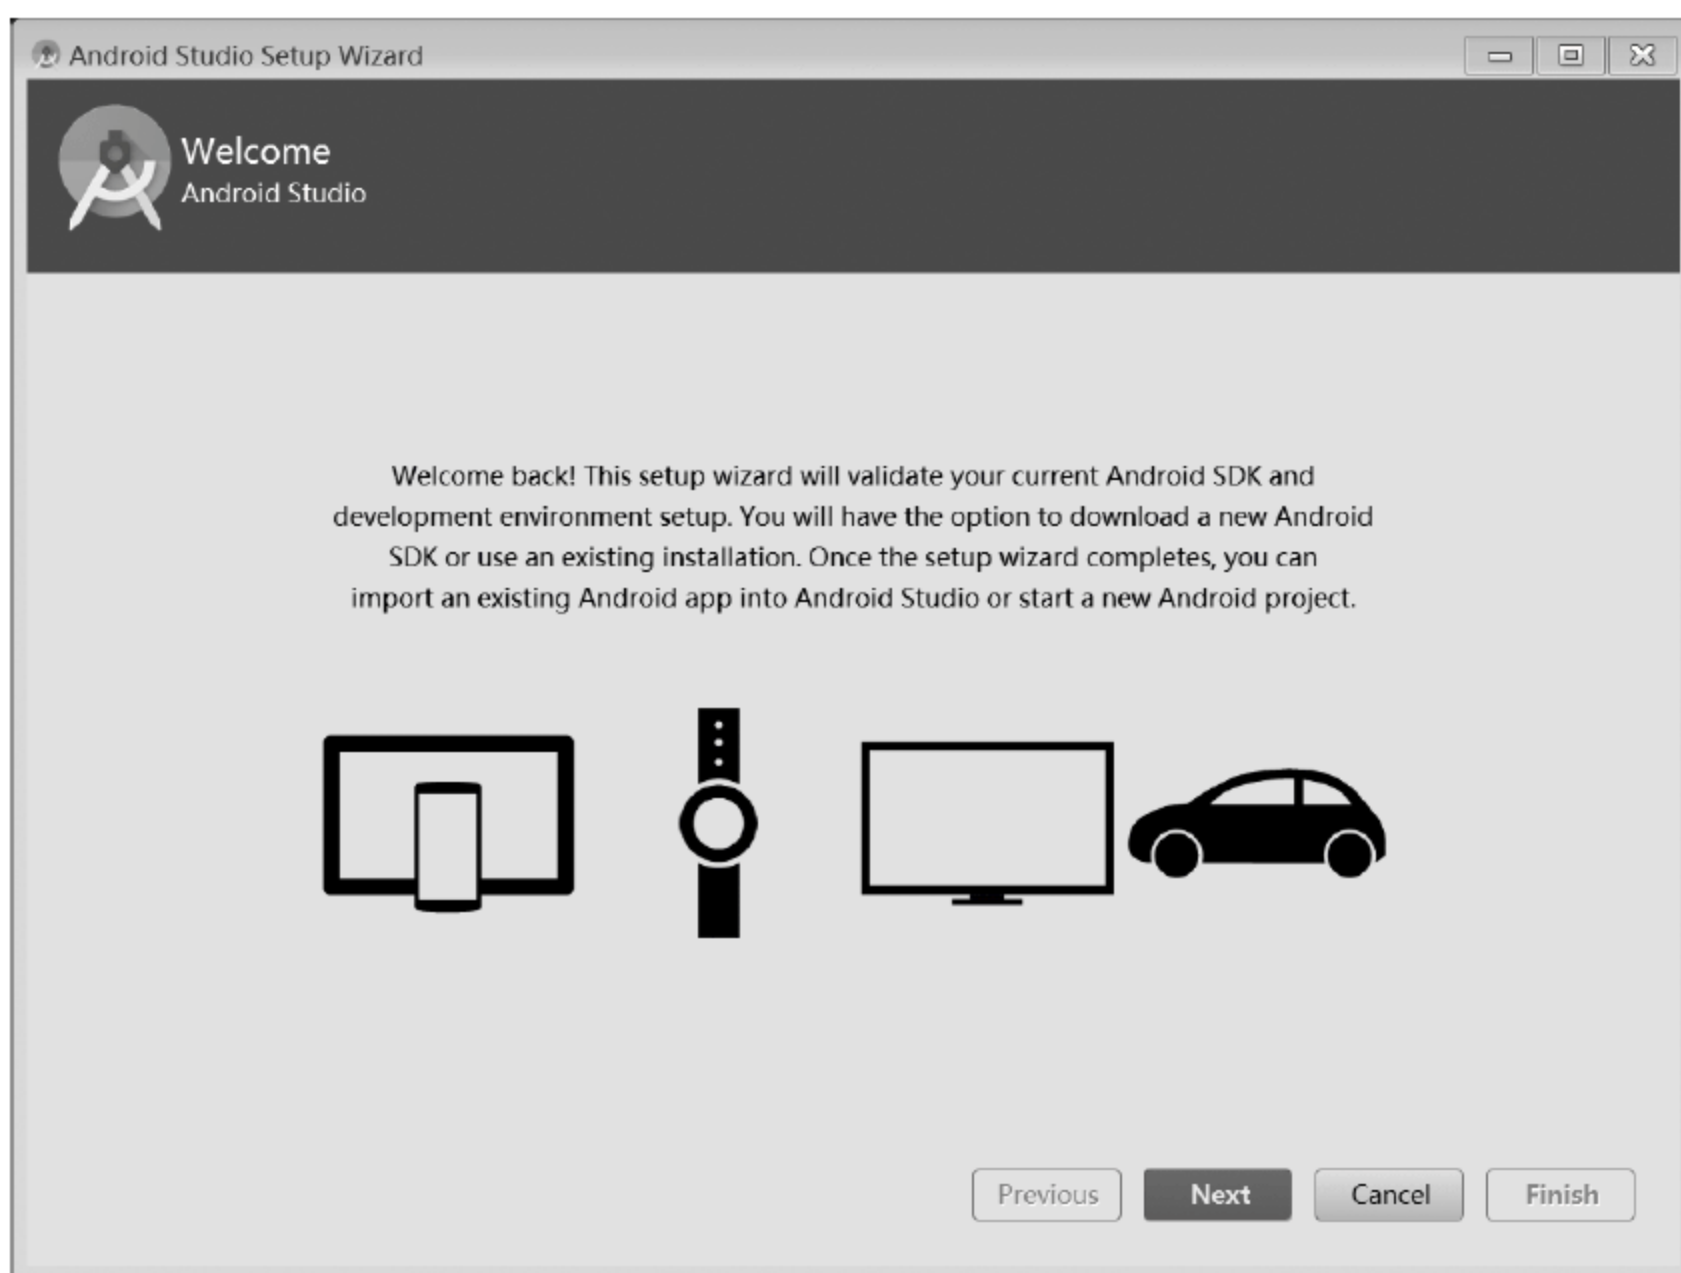 Android Studio Setup Wizard
Welcome
Android Studio
Welcome back! This setup wizard will validate your current Android SDK and
development environment setup. You will have the option to download a new Android
SDK or use an existing installation. Once the setup wizard completes, you can
import an existing Android app into Android Studio or start a new Android project.
Previous Next Cancel Finish